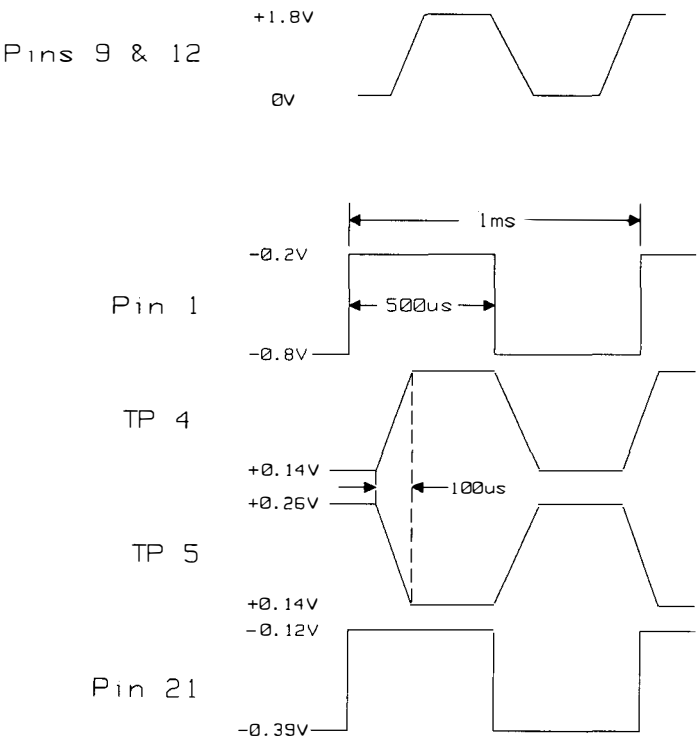 +1.8V
Pins 9 & 12
0V
1ms
-0.2V
Pin 1
500us
-0.8V
TP 4
+0.14V
100us
+0.26V
TP 5
+0.14V
-0.12V
Pin 21
-0.39V